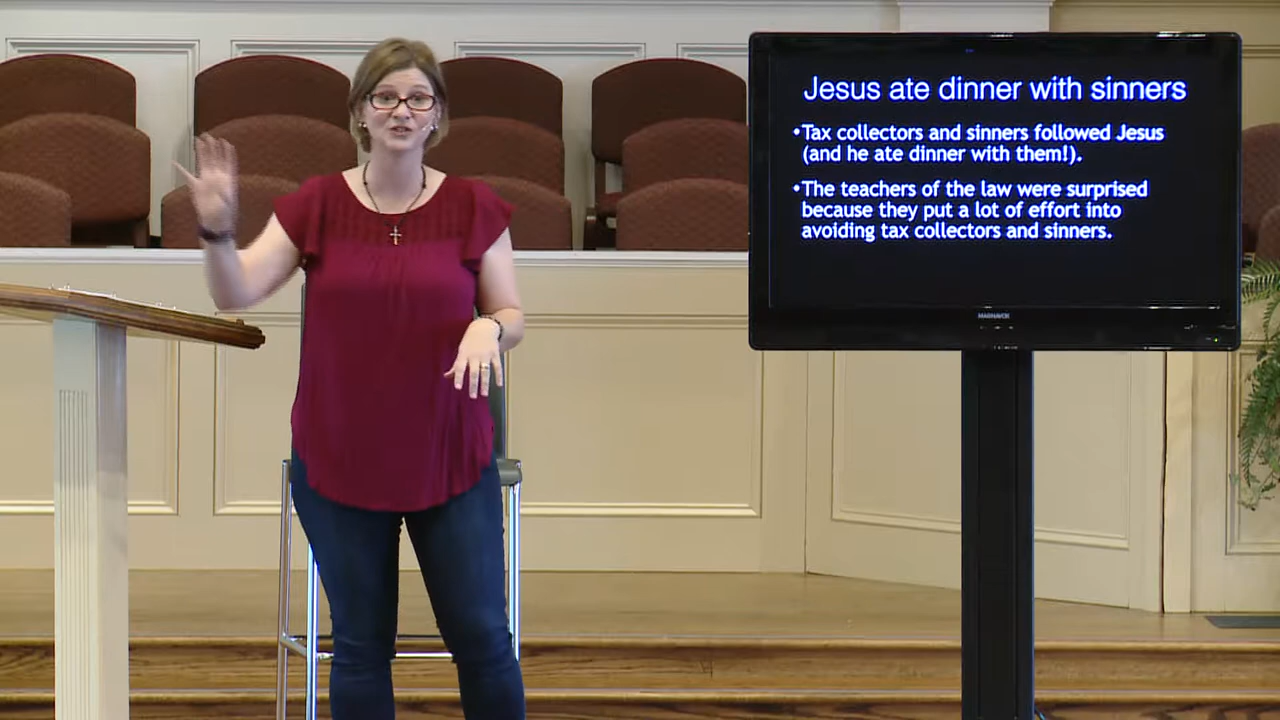 Jesus ate dinner with sinners
•Tax collectors and sinners followed Jesus
(and he ate dinner with them!).
•The teachers of the law were surprised
because they put a lot of effort into
avoiding tax collectors and sinners.
MAGNAVOX